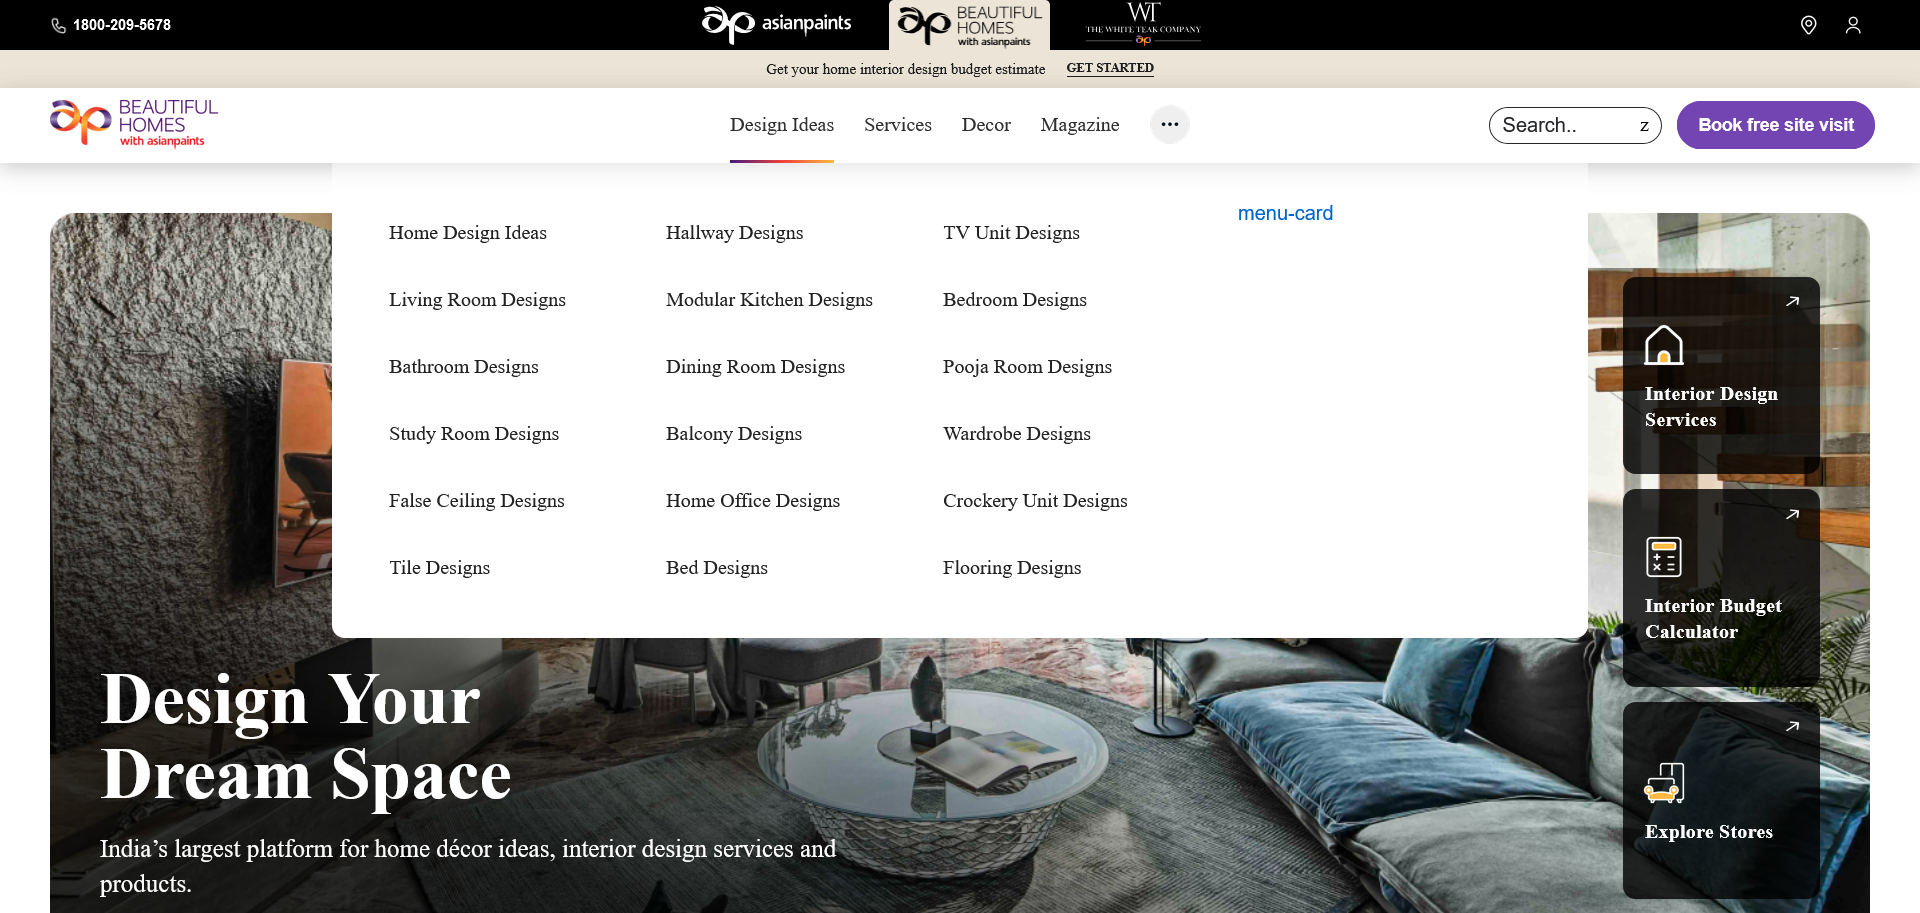 1800-209-5678
asianpaints
BEAUTIFUL
HOMES
with asianpaints
WT
THE WHITE TEAK COMPANY
ap
Get your home interior design budget estimate GET STARTED
BEAUTIFUL
HOMES
with asianpaints
Design Ideas Services Decor Magazine ...
Search.. z
Book free site visit
menu-card
Home Design Ideas Hallway Designs TV Unit Designs
Living Room Designs Modular Kitchen Designs Bedroom Designs
Bathroom Designs Dining Room Designs Pooja Room Designs
Study Room Designs Balcony Designs Wardrobe Designs
False Ceiling Designs Home Office Designs Crockery Unit Designs
Tile Designs Bed Designs Flooring Designs
Interior Design
Services
Interior Budget
Calculator
Explore Stores
Design Your
Dream Space
India’s largest platform for home décor ideas, interior design services and
products.